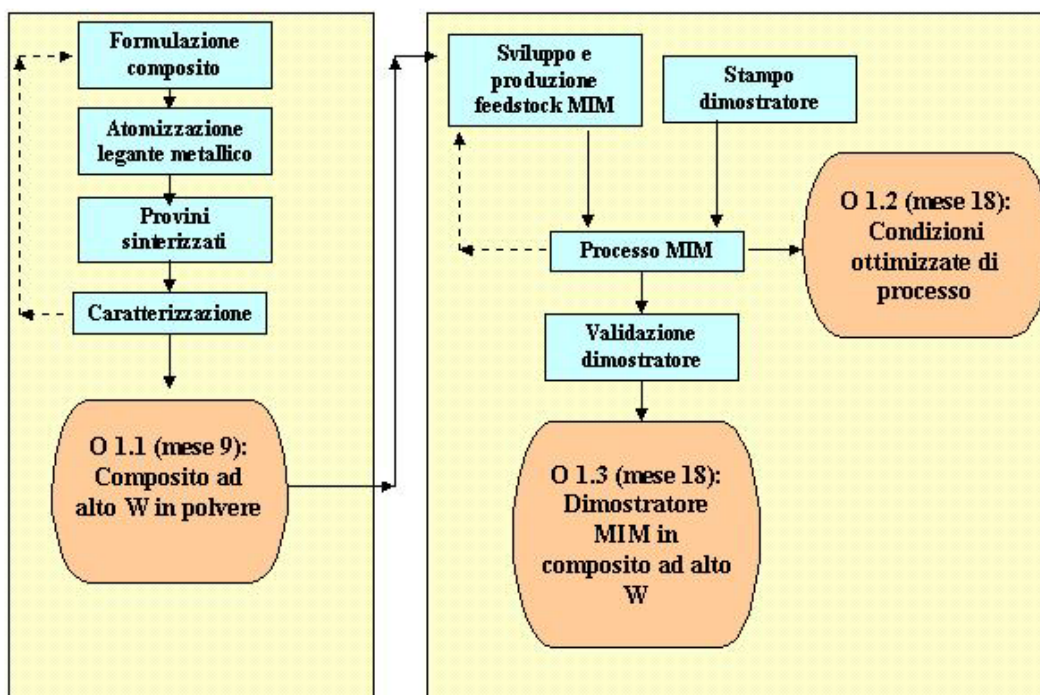 Formulazione
composito
Atomizzazione
legante metallico
Provini
sinterizzati
Caratterizzazione
O 1.1 (mese 9):
Composito ad
alto W in polvere
Sviluppo e
produzione
feedstock MIM
Stampo
dimostratore
Processo MIM
O 1.2 (mese 18):
Condizioni
ottimizzate di
processo
Validazione
dimostratore
O 1.3 (mese 18):
Dimostratore
MIM in
composito ad alto
W